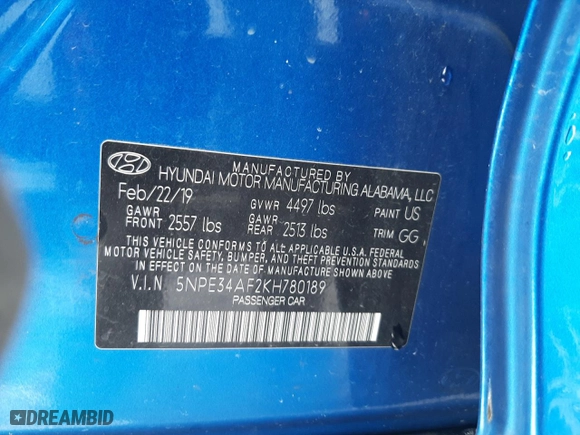 MANUFACTURED BY
HYUNDAI MOTOR MANUFACTURING ALABAMA, LLC
Feb/22/19 GVWR 4497 lbs PAINT US
GAWR FRONT 2557 lbs GAWR REAR 2513 lbs TRIM GG
THIS VEHICLE CONFORMS TO ALL APPLICABLE U.S.A. FEDERAL
MOTOR VEHICLE SAFETY, BUMPER, AND THEFT PREVENTION STANDARDS
IN EFFECT ON THE DATE OF MANUFACTURE SHOWN ABOVE.
V.I.N 5NPE34AF2KH780189
PASSENGER CAR
DREAMBID